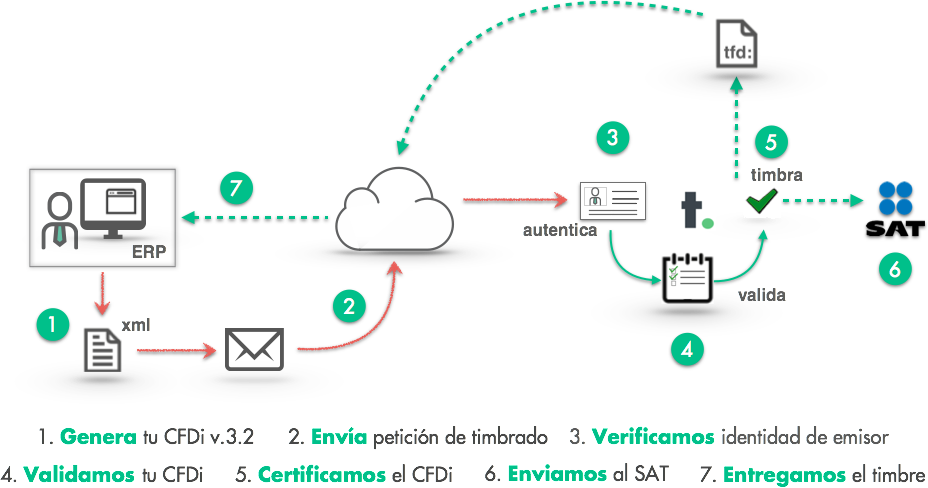 tfd:
3
5
timbra
7
autentica
t.
SAT
ERP
6
2
valida
1
xml
4
1. Genera tu CFDi v.3.2 2. Envía petición de timbrado 3. Verificamos identidad de emisor
4. Validamos tu CFDi 5. Certificamos el CFDi 6. Enviamos al SAT 7. Entregamos el timbre